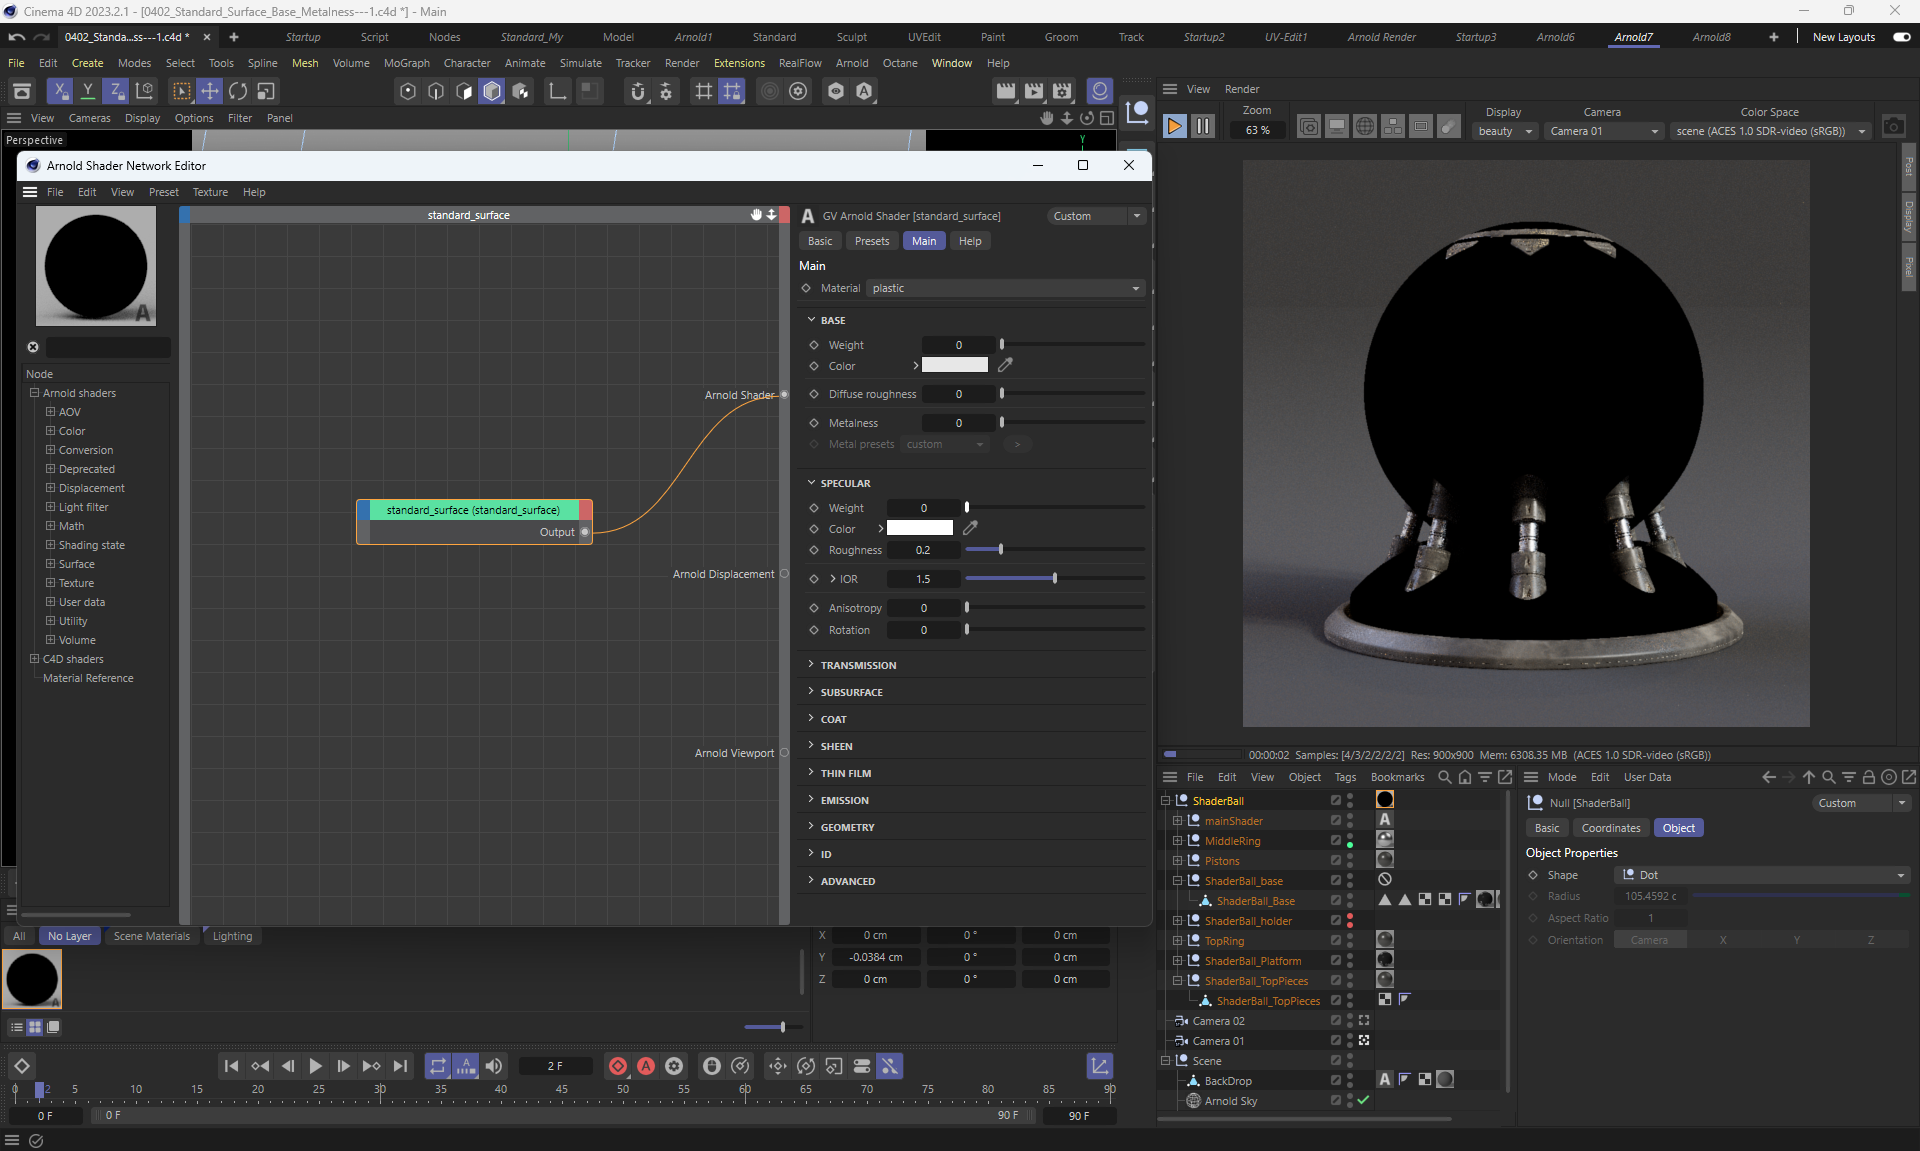 Cinema 4D 2023.2.1 - [0402_Standard_Surface_Base_Metalness---1.c4d *] - Main
0402_Standa...ss---1.c4d *
Startup Script Nodes Standard_My Model Arnold1 Standard Sculpt UVEdit Paint Groom Track Startup2 UV-Edit1 Arnold Render Startup3 Arnold6 Arnold7 Arnold8 New Layouts
File Edit Create Modes Select Tools Spline Mesh Volume MoGraph Character Animate Simulate Tracker Render Extensions RealFlow Arnold Octane Window Help
X Y Z
View Cameras Display Options Filter Panel
Perspective
Y
Arnold Shader Network Editor
File Edit View Preset Texture Help
A
Node
Arnold shaders
AOV
Color
Conversion
Deprecated
Displacement
Light filter
Math
Shading state
Surface
Texture
User data
Utility
Volume
C4D shaders
Material Reference
standard_surface
Arnold Shader
standard_surface (standard_surface)
Output
Arnold Displacement
Arnold Viewport
A GV Arnold Shader [standard_surface] Custom
Basic Presets Main Help
Main
Material plastic
BASE
Weight 0
Color
Diffuse roughness 0
Metalness 0
Metal presets custom >
SPECULAR
Weight 0
Color
Roughness 0.2
IOR 1.5
Anisotropy 0
Rotation 0
TRANSMISSION
SUBSURFACE
COAT
SHEEN
THIN FILM
EMISSION
GEOMETRY
ID
ADVANCED
View Render
Zoom
63 %
Display
beauty
Camera
Camera 01
Color Space
scene (ACES 1.0 SDR-video (sRGB))
Post
Display
Pixel
00:00:02 Samples: [4/3/2/2/2/2] Res: 900x900 Mem: 6308.35 MB (ACES 1.0 SDR-video (sRGB))
File Edit View Object Tags Bookmarks
ShaderBall
mainShader A
MiddleRing
Pistons
ShaderBall_base
ShaderBall_Base
ShaderBall_holder
TopRing
ShaderBall_Platform
ShaderBall_TopPieces
ShaderBall_TopPieces
Camera 02
Camera 01
Scene
BackDrop A
Arnold Sky
Mode Edit User Data
Null [ShaderBall] Custom
Basic Coordinates Object
Object Properties
Shape Dot
Radius 105.4592 c
Aspect Ratio 1
Orientation Camera X Y Z
All No Layer Scene Materials Lighting
A
X 0 cm 0 ° 0 cm
Y -0.0384 cm 0 ° 0 cm
Z 0 cm 0 ° 0 cm
2 F
0 2 5 10 15 20 25 30 35 40 45 50 55 60 65 70 75 80 85 90
0 F 0 F 90 F 90 F